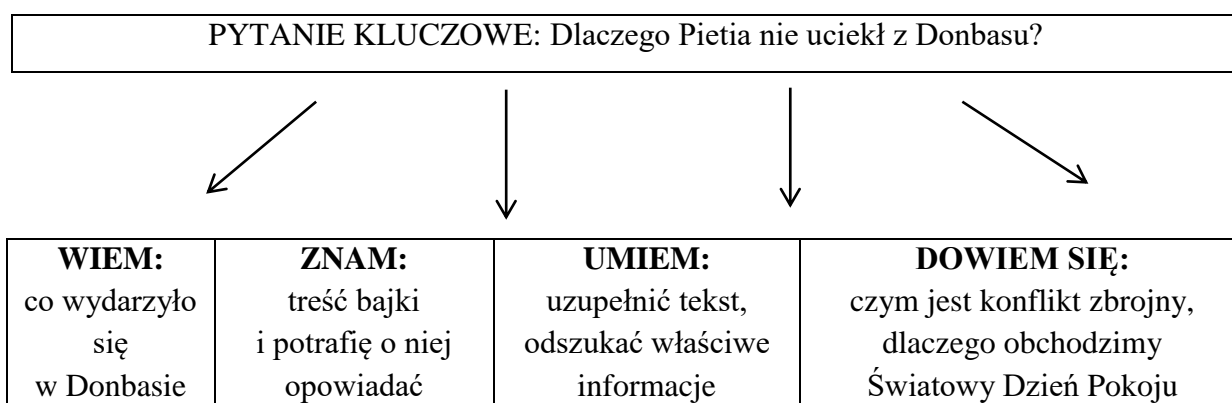 PYTANIE KLUCZOWE: Dlaczego Pietia nie uciekł z Donbasu?
WIEM:
co wydarzyło
się
w Donbasie
ZNAM:
treść bajki
i potrafię o niej
opowiadać
UMIEM:
uzupełnić tekst,
odszukać właściwe
informacje
DOWIEM SIĘ:
czym jest konflikt zbrojny,
dlaczego obchodzimy
Światowy Dzień Pokoju